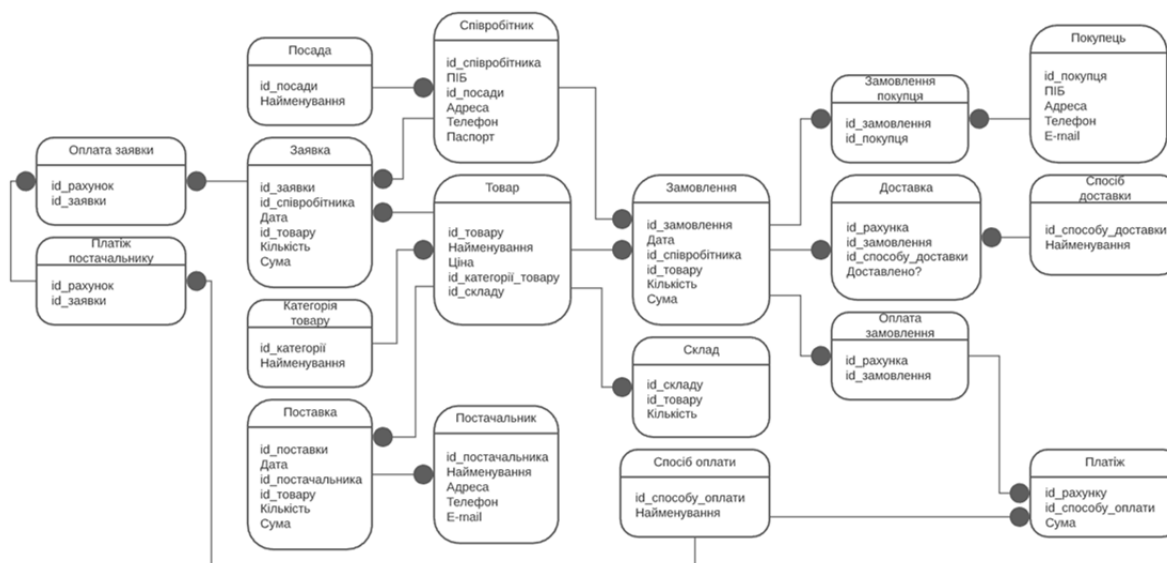 Посада
id_посади
Найменування
Співробітник
id_співробітника
ПІБ
id_посади
Адреса
Телефон
Паспорт
Замовлення
покупця
id_замовлення
id_покупця
Покупець
id_покупця
ПІБ
Адреса
Телефон
E-mail
Оплата заявки
id_рахунок
id_заявки
Заявка
id_заявки
id_співробітника
Дата
id_товару
Кількість
Сума
Товар
id_товару
Найменування
Ціна
id_категорії_товару
id_складу
Замовлення
id_замовлення
Дата
id_співробітника
id_товару
Кількість
Сума
Доставка
id_рахунка
id_замовлення
id_способу_доставки
Доставлено?
Спосіб
доставки
id_способу_доставки
Найменування
Платіж
постачальнику
id_рахунок
id_заявки
Категорія
товару
id_категорії
Найменування
Склад
id_складу
id_товару
Кількість
Оплата
замовлення
id_рахунка
id_замовлення
Поставка
id_поставки
Дата
id_постачальника
id_товару
Кількість
Сума
Постачальник
id_постачальника
Найменування
Адреса
Телефон
E-mail
Спосіб оплати
id_способу_оплати
Найменування
Платіж
id_рахунку
id_способу_оплати
Сума